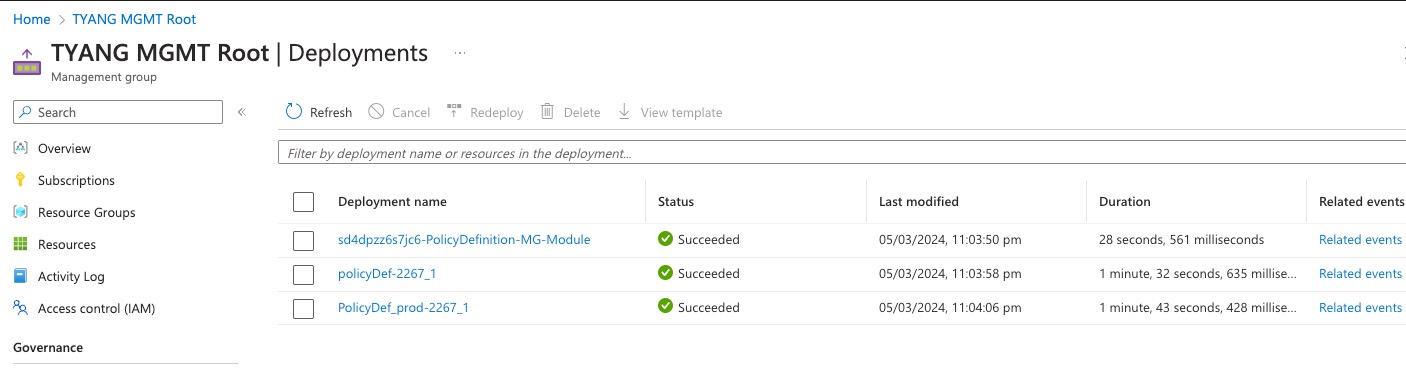 Home > TYANG MGMT Root
TYANG MGMT Root | Deployments ...
Management group
Search «
Refresh Cancel Redeploy Delete View template
Filter by deployment name or resources in the deployment...
Overview
Subscriptions
Resource Groups
Resources
Activity Log
Access control (IAM)
Governance
Deployment name Status Last modified Duration Related events
sd4dpzz6s7jc6-PolicyDefinition-MG-Module Succeeded 05/03/2024, 11:03:50 pm 28 seconds, 561 milliseconds Related events
policyDef-2267_1 Succeeded 05/03/2024, 11:03:58 pm 1 minute, 32 seconds, 635 millise... Related events
PolicyDef_prod-2267_1 Succeeded 05/03/2024, 11:04:06 pm 1 minute, 43 seconds, 428 millise... Related events